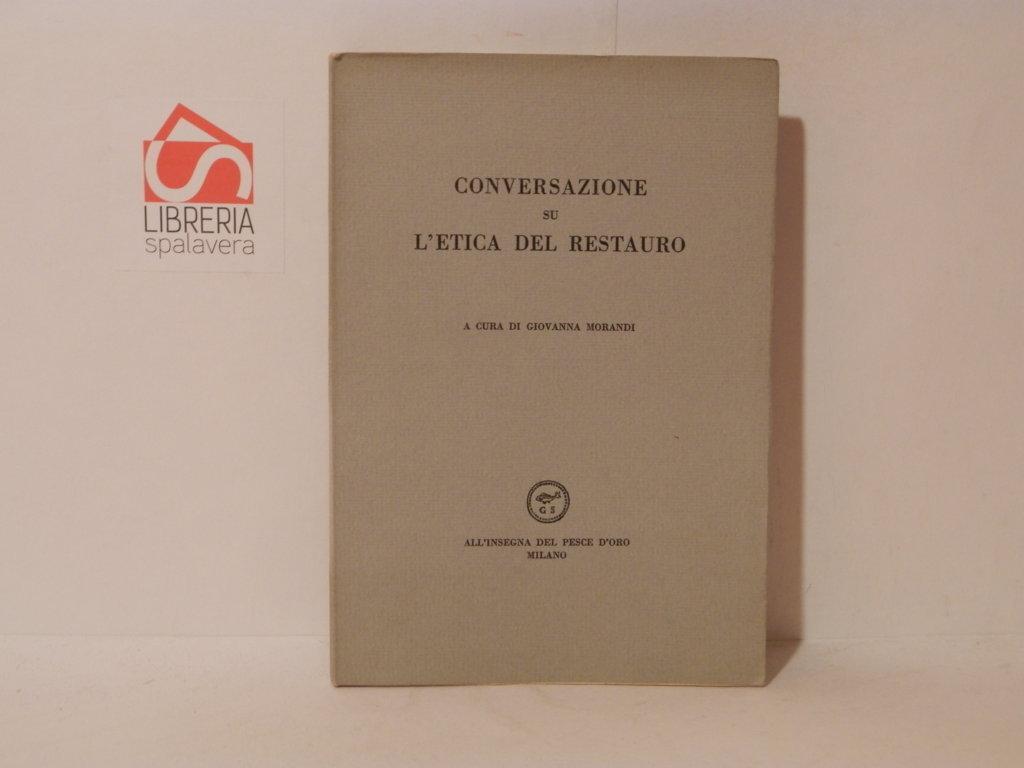 LIBRERIA
spalavera
CONVERSAZIONE
SU
L'ETICA DEL RESTAURO
A CURA DI GIOVANNA MORANDI
G S
ALL'INSEGNA DEL PESCE D'ORO
MILANO